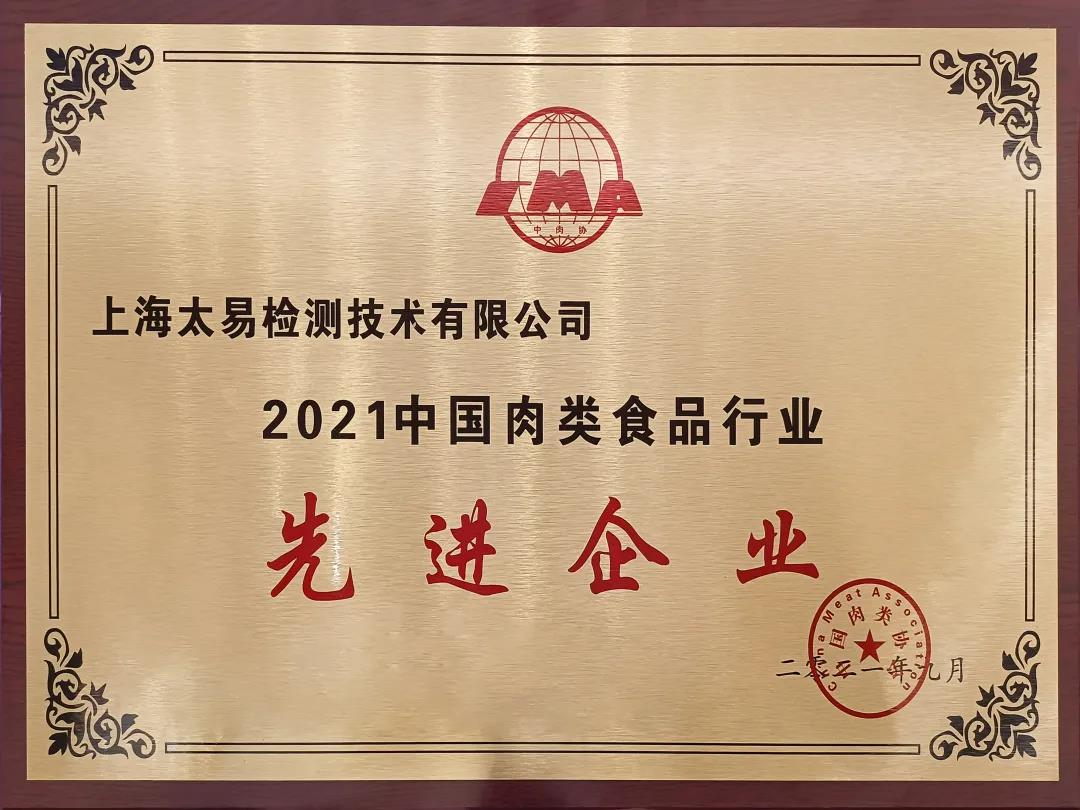 CMA
中肉协
上海太易检测技术有限公司
2021中国肉类食品行业
先进企业
China Meat Association
中国肉类协会
二零二一年九月